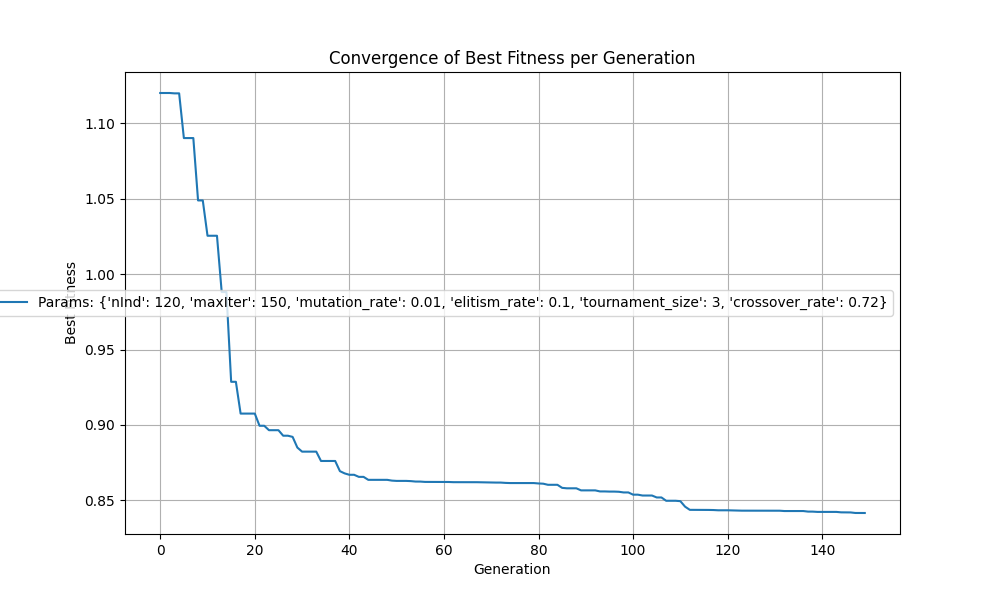 Convergence of Best Fitness per Generation
1.10
1.05
1.00
0.95
0.90
0.85
Best
Params: {'nInd': 120, 'maxIter': 150, 'mutation_rate': 0.01, 'elitism_rate': 0.1, 'tournament_size': 3, 'crossover_rate': 0.72}
0 20 40 60 80 100 120 140
Generation